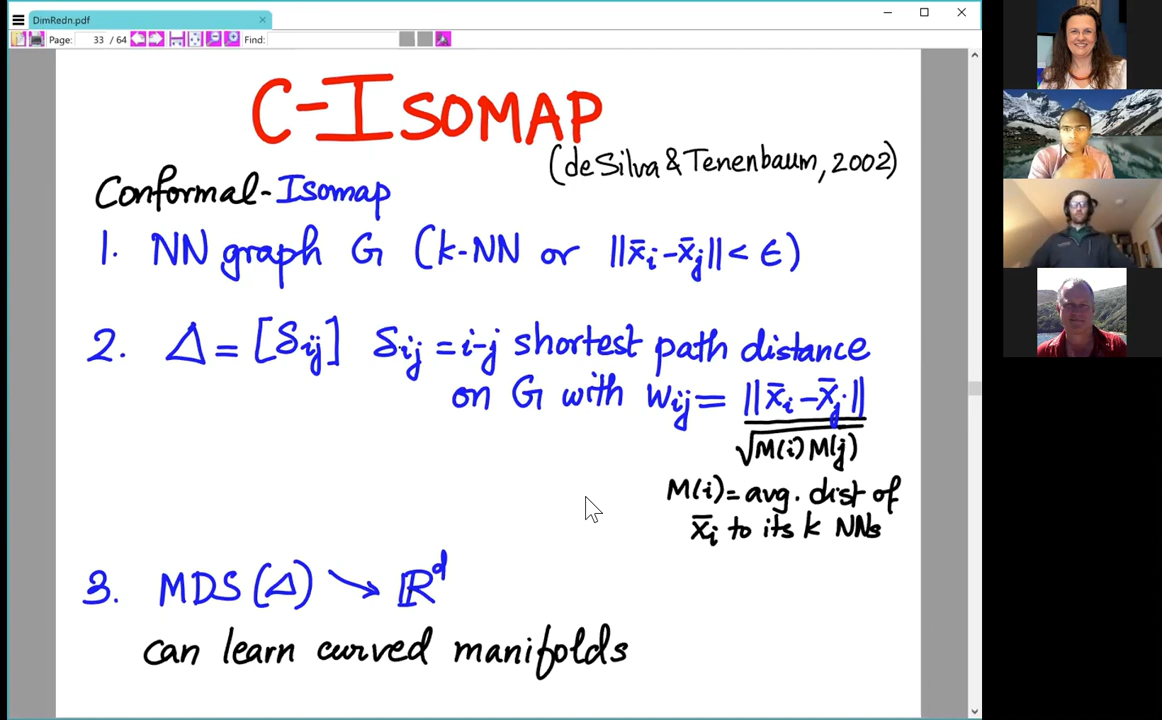 DimRedn.pdf
Page: 33 / 64 Find:
C-ISOMAP
(de Silva & Tenenbaum, 2002)
Conformal-Isomap
1. NN graph G (k-NN or ||x̄ᵢ-x̄ⱼ|| < ϵ)
2. Δ = [δᵢⱼ] δᵢⱼ = i-j shortest path distance
on G with wᵢⱼ = ||x̄ᵢ-x̄ⱼ||
√M(i)M(j)
M(i) = avg. dist of
x̄ᵢ to its k NNs
3. MDS(Δ) ↘ ℝᵈ
can learn curved manifolds